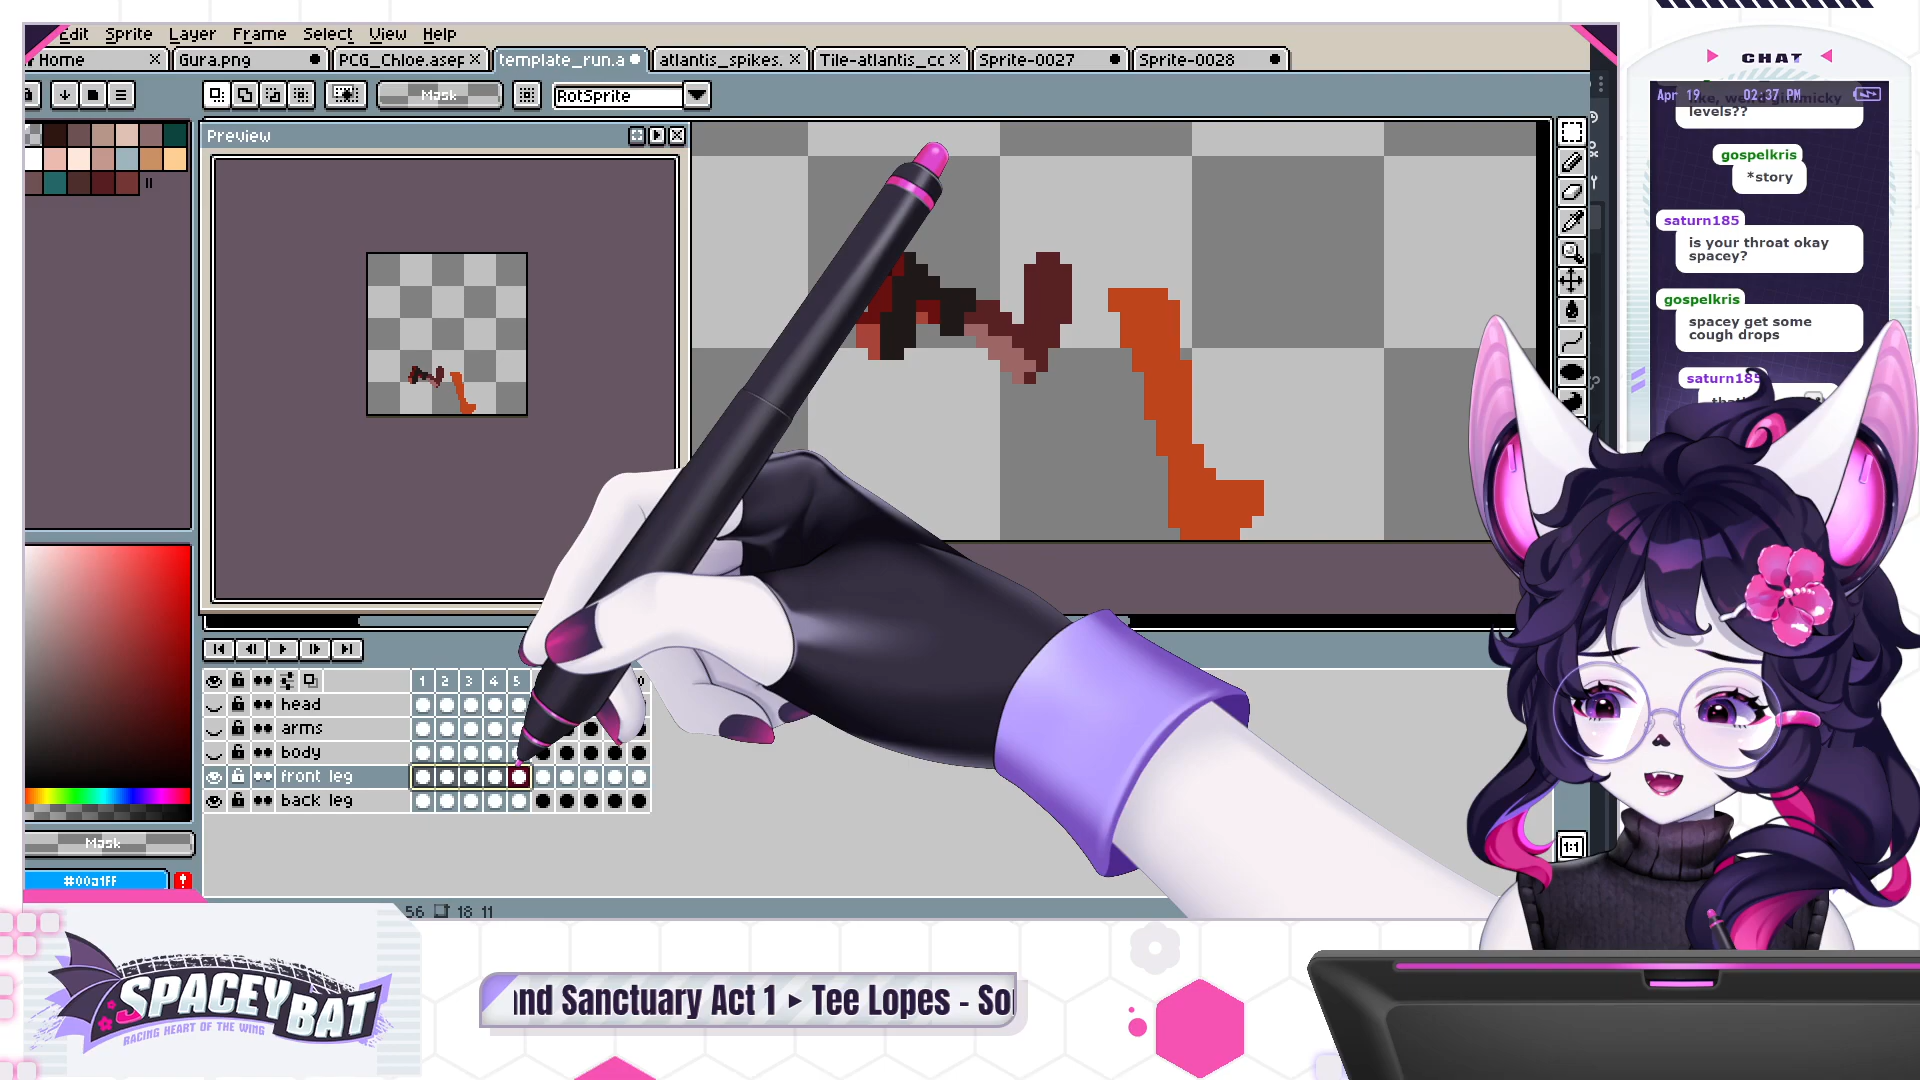 Edit Sprite Layer Frame Select View Help
Home Gura.png PCG_Chloe.asep template_run.a atlantis_spikes. Tile-atlantis_cc Sprite-0027 Sprite-0028
Mask RotSprite
Preview
1 2 3 4 5
head
arms
body
front leg
back leg
Mask
#00a1FF
56 18 11
1:1
CHAT
Apr 19 02:37 PM
levels??
gospelkris
*story
saturn185
is your throat okay
spacey?
gospelkris
spacey get some
cough drops
saturn185
SPACEYBAT
RACING HEART OF THE WING
nd Sanctuary Act 1 ▸ Tee Lopes - So